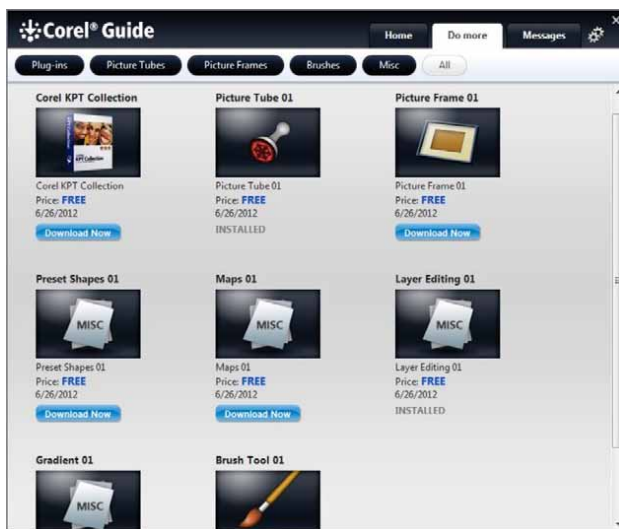 Corel® Guide
Home Do more Messages
Plug-ins Picture Tubes Picture Frames Brushes Misc All
Corel KPT Collection Picture Tube 01 Picture Frame 01
KPT Collection
Corel KPT Collection Picture Tube 01 Picture Frame 01
Price: FREE Price: FREE Price: FREE
6/26/2012 6/26/2012 6/26/2012
Download Now INSTALLED Download Now
Preset Shapes 01 Maps 01 Layer Editing 01
MISC MISC MISC
Preset Shapes 01 Maps 01 Layer Editing 01
Price: FREE Price: FREE Price: FREE
6/26/2012 6/26/2012 6/26/2012
Download Now Download Now INSTALLED
Gradient 01 Brush Tool 01
MISC